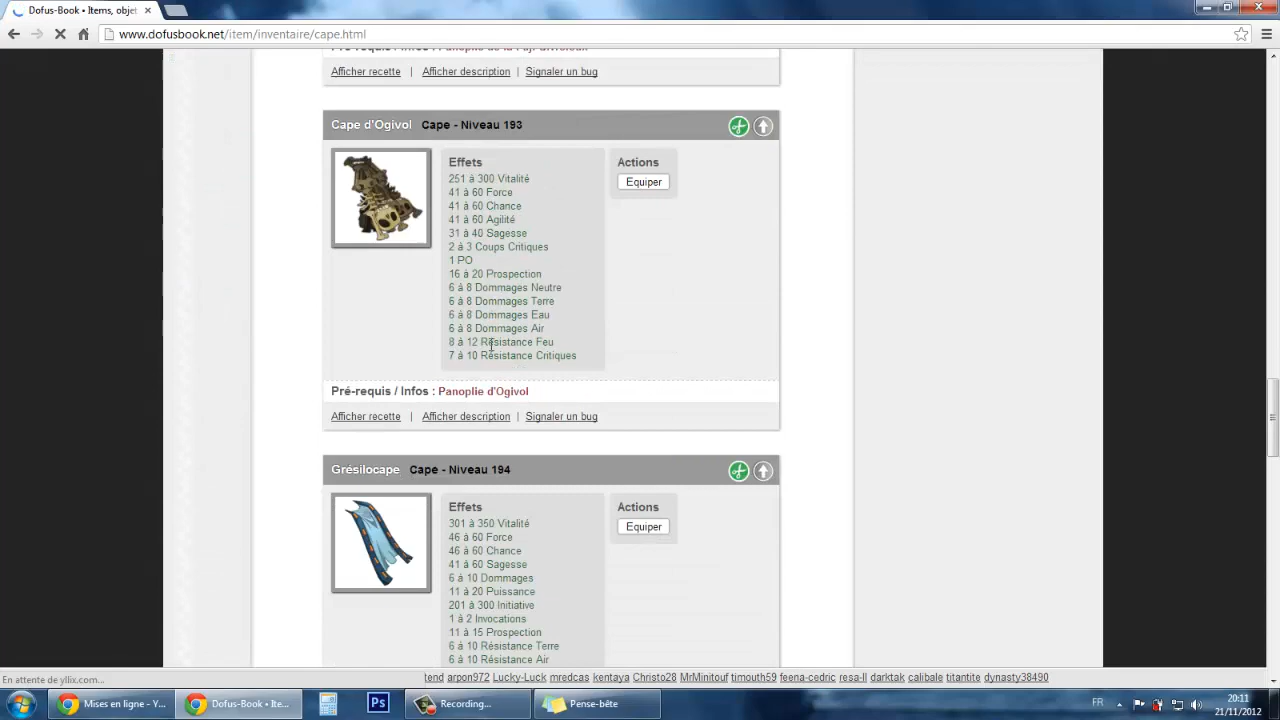 Dofus-Book • Items, objet
www.dofusbook.net/item/inventaire/cape.html
Afficher recette | Afficher description | Signaler un bug
Cape d'Ogivol Cape - Niveau 193
Effets
251 à 300 Vitalité
41 à 60 Force
41 à 60 Chance
41 à 60 Agilité
31 à 40 Sagesse
2 à 3 Coups Critiques
1 PO
16 à 20 Prospection
6 à 8 Dommages Neutre
6 à 8 Dommages Terre
6 à 8 Dommages Eau
6 à 8 Dommages Air
8 à 12 Résistance Feu
7 à 10 Résistance Critiques
Actions
Equiper
Pré-requis / Infos : Panoplie d'Ogivol
Afficher recette | Afficher description | Signaler un bug
Grésilocape Cape - Niveau 194
Effets
301 à 350 Vitalité
46 à 60 Force
46 à 60 Chance
41 à 60 Sagesse
6 à 10 Dommages
11 à 20 Puissance
201 à 300 Initiative
1 à 2 Invocations
11 à 15 Prospection
6 à 10 Résistance Terre
6 à 10 Résistance Air
Actions
Equiper
En attente de yllix.com...
tend arpon972 Lucky-Luck mredcaas kentaya Christo28 MrMinitouf timouth59 feena-cedric resa-ll darktak calibala titantite dynasty38490
Mises en ligne - Y...
Dofus-Book • Ite...
Ps
Recording...
Pense-bête
FR
20:11
21/11/2012